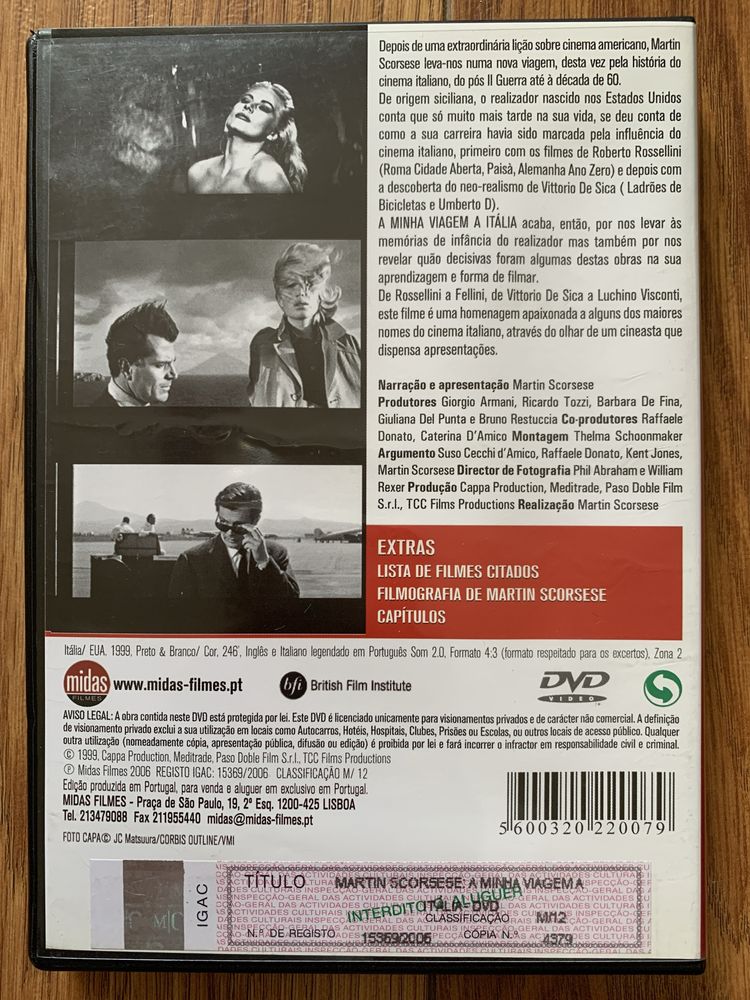 Depois de uma extraordinária lição sobre cinema americano, Martin
Scorsese leva-nos numa nova viagem, desta vez pela história do
cinema italiano, do pós II Guerra até à década de 60.
De origem siciliana, o realizador nascido nos Estados Unidos
conta que só muito mais tarde na sua vida, se deu conta de
como a sua carreira havia sido marcada pela influência do
cinema italiano, primeiro com os filmes de Roberto Rossellini
(Roma Cidade Aberta, Paisà, Alemanha Ano Zero) e depois com
a descoberta do neo-realismo de Vittorio De Sica ( Ladrões de
Bicicletas e Umberto D).
A MINHA VIAGEM A ITÁLIA acaba, então, por nos levar às
memórias de infância do realizador mas também por nos
revelar quão decisivas foram algumas destas obras na sua
aprendizagem e forma de filmar.
De Rossellini a Fellini, de Vittorio De Sica a Luchino Visconti,
este filme é uma homenagem apaixonada a alguns dos maiores
nomes do cinema italiano, através do olhar de um cineasta que
dispensa apresentações.
Narração e apresentação Martin Scorsese
Produtores Giorgio Armani, Ricardo Tozzi, Barbara De Fina,
Giuliana Del Punta e Bruno Restuccia Co-produtores Raffaele
Donato, Caterina D'Amico Montagem Thelma Schoonmaker
Argumento Suso Cecchi d'Amico, Raffaele Donato, Kent Jones,
Martin Scorsese Director de Fotografia Phil Abraham e William
Rexer Produção Cappa Production, Meditrade, Paso Doble Film
S.r.l., TCC Films Productions Realização Martin Scorsese
EXTRAS
LISTA DE FILMES CITADOS
FILMOGRAFIA DE MARTIN SCORSESE
CAPÍTULOS
Itália/ EUA, 1999, Preto & Branco/ Cor, 246', Inglês e Italiano legendado em Português Som 2.0, Formato 4:3 (formato respeitado para os excertos), Zona 2
midas FILMES www.midas-filmes.pt bfi British Film Institute DVD VIDEO
AVISO LEGAL: A obra contida neste DVD está protegida por lei. Este DVD é licenciado unicamente para visionamentos privados e de carácter não comercial. A definição
de visionamento privado exclui a sua utilização em locais como Autocarros, Hotéis, Hospitais, Clubes, Prisões ou Escolas, ou outros locais de acesso público. Qualquer
outra utilização (nomeadamente cópia, apresentação pública, difusão ou edição) é proibida por lei e fará incorrer o infractor em responsabilidade civil e criminal.
© 1999, Cappa Production, Meditrade, Paso Doble Film S.r.l., TCC Films Productions
℗ Midas Filmes 2006 REGISTO IGAC: 15369/2006 CLASSIFICAÇÃO M/ 12
Edição produzida em Portugal, para venda e aluguer em exclusivo em Portugal.
MIDAS FILMES - Praça de São Paulo, 19, 2º Esq. 1200-425 LISBOA
Tel. 213479088 Fax 211955440 midas@midas-filmes.pt
FOTO CAPA© JC Matsuura/CORBIS OUTLINE/VMI
5 600320 220079
IGAC
TÍTULO MARTIN SCORSESE: A MINHA VIAGEM A
ITALIA - DVD
INTERDITO O ALUGUER
CLASSIFICAÇÃO M/12
N.º DE REGISTO 15369/2006 CÓPIA N.º 4379